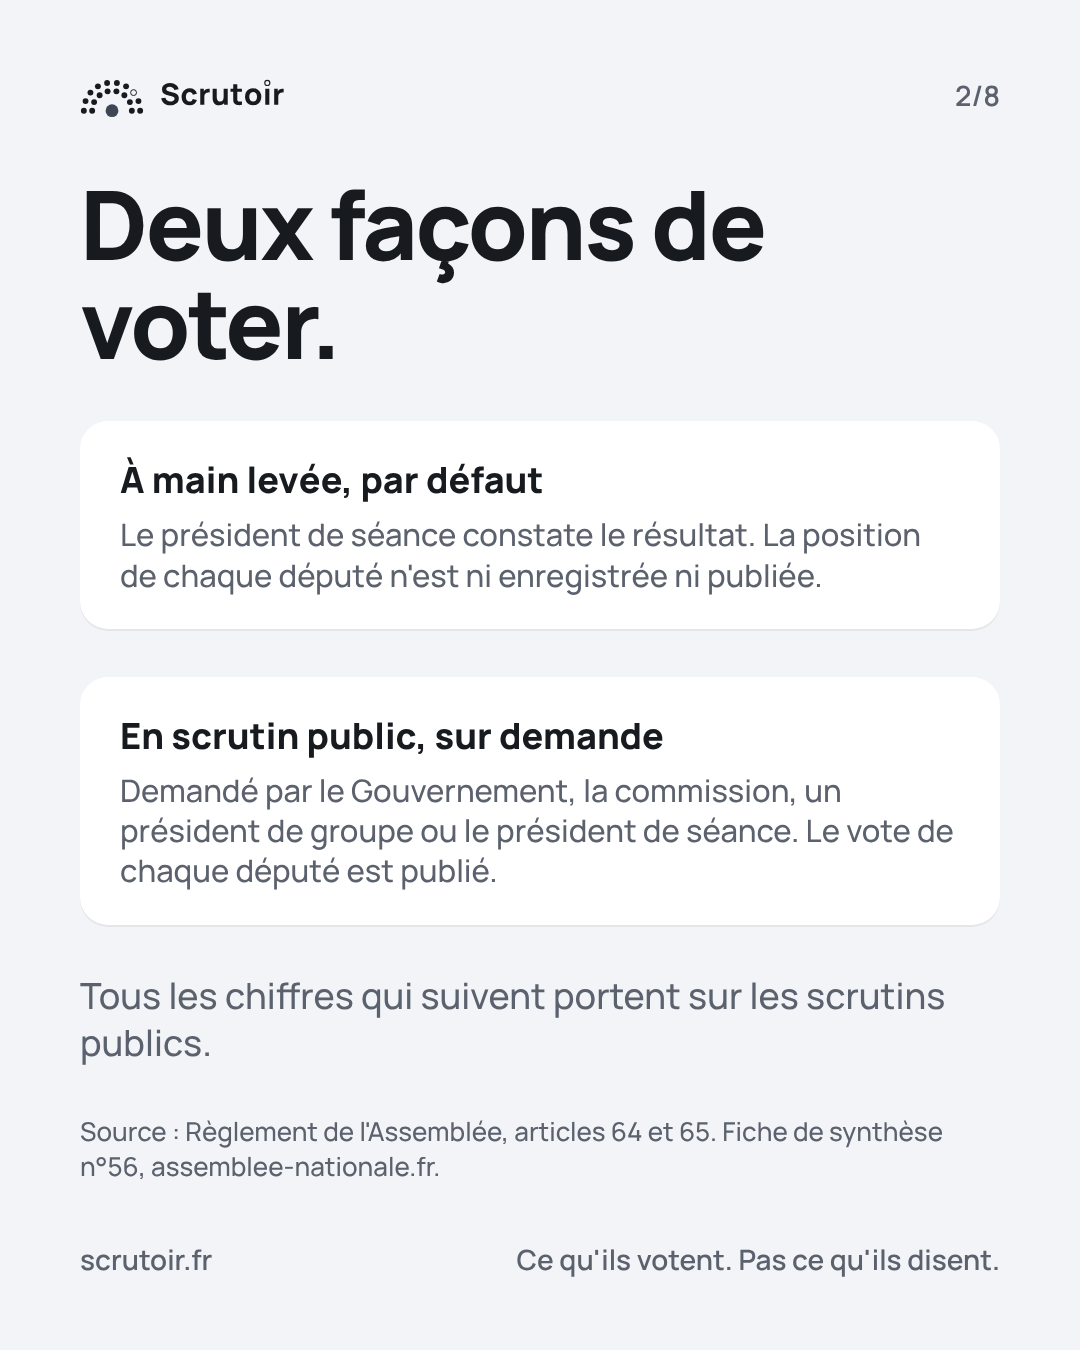 Scrutoir
2/8
Deux façons de
voter.
À main levée, par défaut
Le président de séance constate le résultat. La position
de chaque député n'est ni enregistrée ni publiée.
En scrutin public, sur demande
Demandé par le Gouvernement, la commission, un
président de groupe ou le président de séance. Le vote de
chaque député est publié.
Tous les chiffres qui suivent portent sur les scrutins
publics.
Source : Règlement de l'Assemblée, articles 64 et 65. Fiche de synthèse
n°56, assemblee-nationale.fr.
scrutoir.fr
Ce qu'ils votent. Pas ce qu'ils disent.